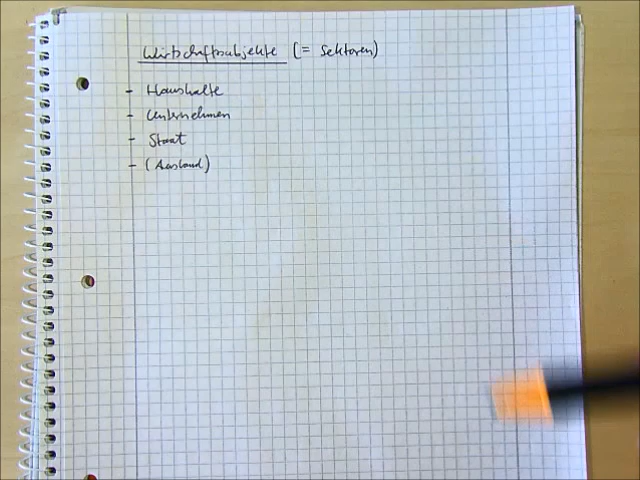 Wirtschaftssubjekte (= Sektoren)
- Haushalte
- Unternehmen
- Staat
- (Ausland)